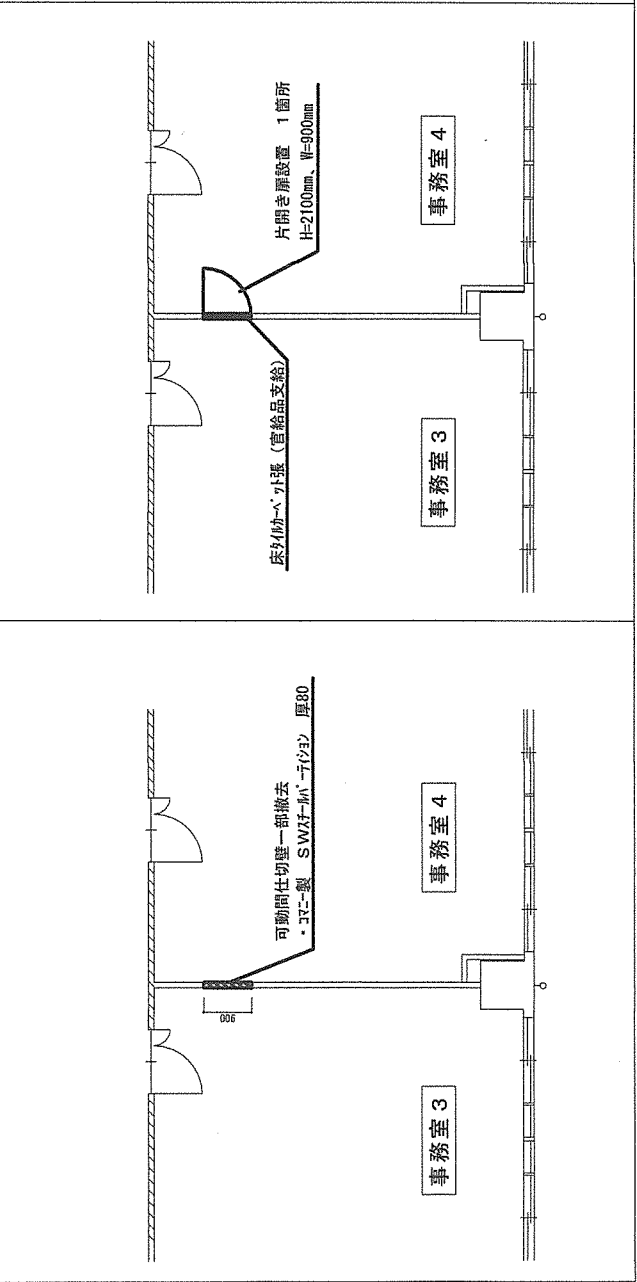 可動間仕切壁一部撤去
・コマニー製　ＳＷスチールパーティション　厚80
900
事務室３
事務室４
片開き扉設置　１箇所
H=2100mm、W=900mm
床タイルカーペット張（官給品支給）
事務室３
事務室４